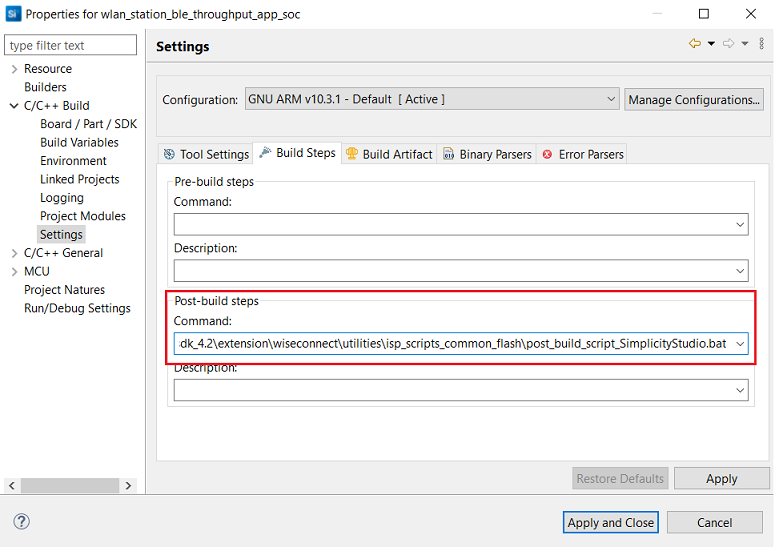 Si Properties for wlan_station_ble_throughput_app_soc
type filter text
Resource
Builders
C/C++ Build
Board / Part / SDK
Build Variables
Environment
Linked Projects
Logging
Project Modules
Settings
C/C++ General
MCU
Project Natures
Run/Debug Settings
Settings
Configuration: GNU ARM v10.3.1 - Default [ Active ] Manage Configurations...
Tool Settings Build Steps Build Artifact Binary Parsers Error Parsers
Pre-build steps
Command:
Description:
Post-build steps
Command:
dk_4.2\extension\wiseconnect\utilities\isp_scripts_common_flash\post_build_script_SimplicityStudio.bat
Description:
Restore Defaults Apply
? Apply and Close Cancel